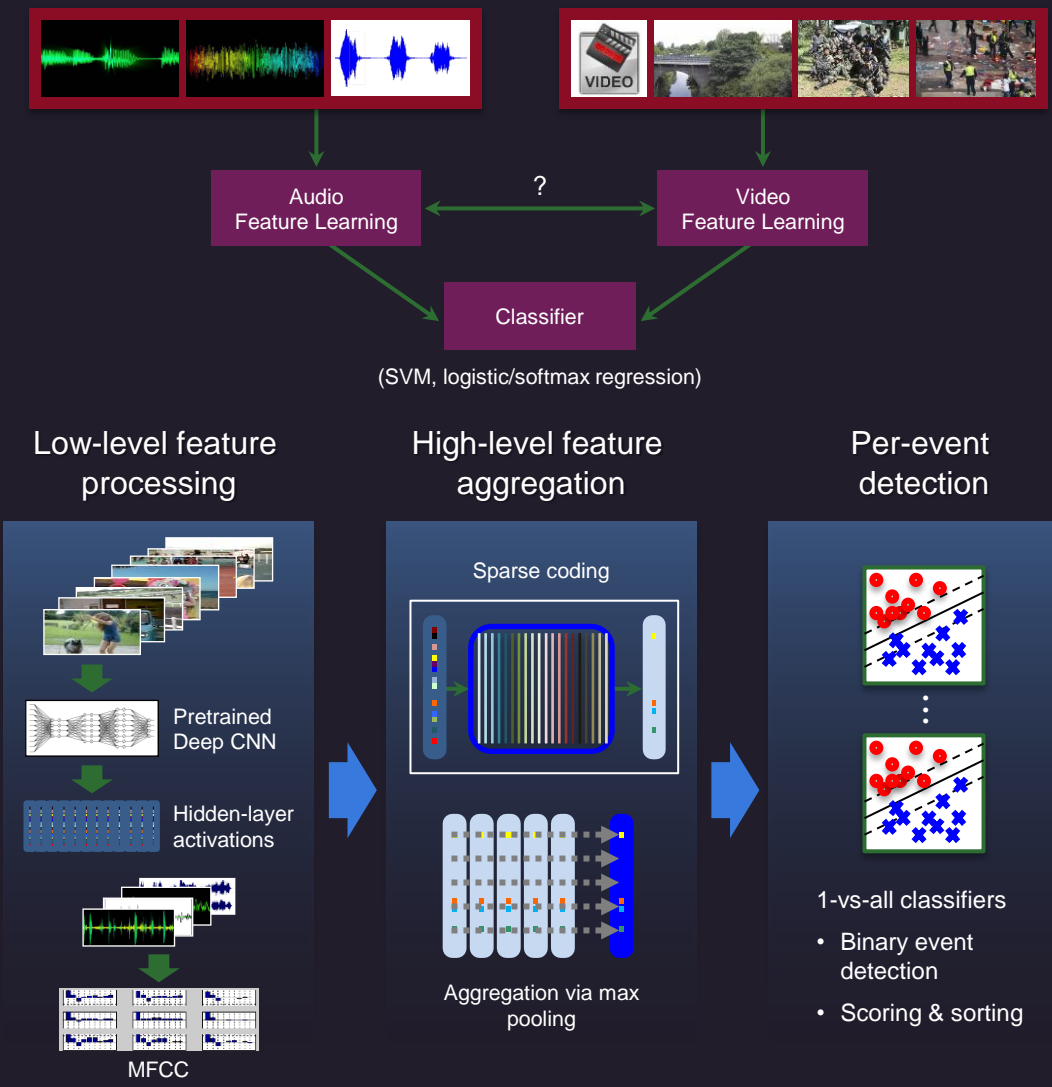 VIDEO
?
Audio
Feature Learning
Video
Feature Learning
Classifier
(SVM, logistic/softmax regression)
Low-level feature
processing
High-level feature
aggregation
Per-event
detection
Pretrained
Deep CNN
Hidden-layer
activations
MFCC
Sparse coding
Aggregation via max
pooling
1-vs-all classifiers
• Binary event
detection
• Scoring & sorting